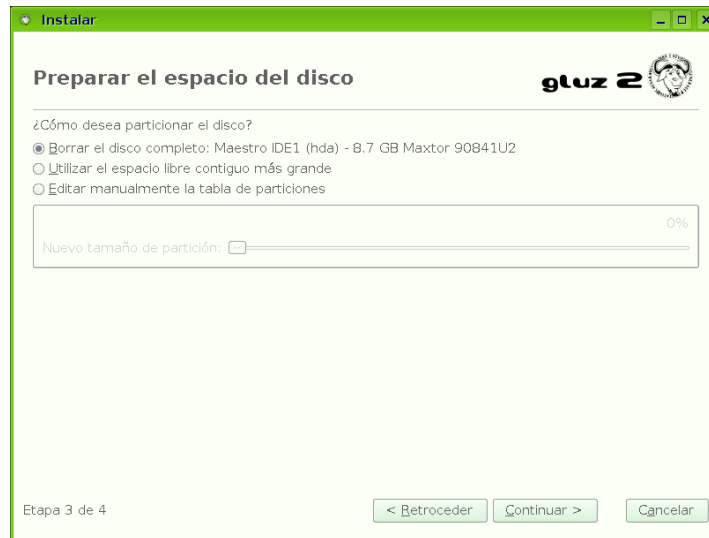 Instalar
Preparar el espacio del disco
gluz 2
¿Cómo desea particionar el disco?
Borrar el disco completo: Maestro IDE1 (hda) - 8.7 GB Maxtor 90841U2
Utilizar el espacio libre contiguo más grande
Editar manualmente la tabla de particiones
0%
Nuevo tamaño de partición:
Etapa 3 de 4
< Retroceder
Continuar >
Cancelar